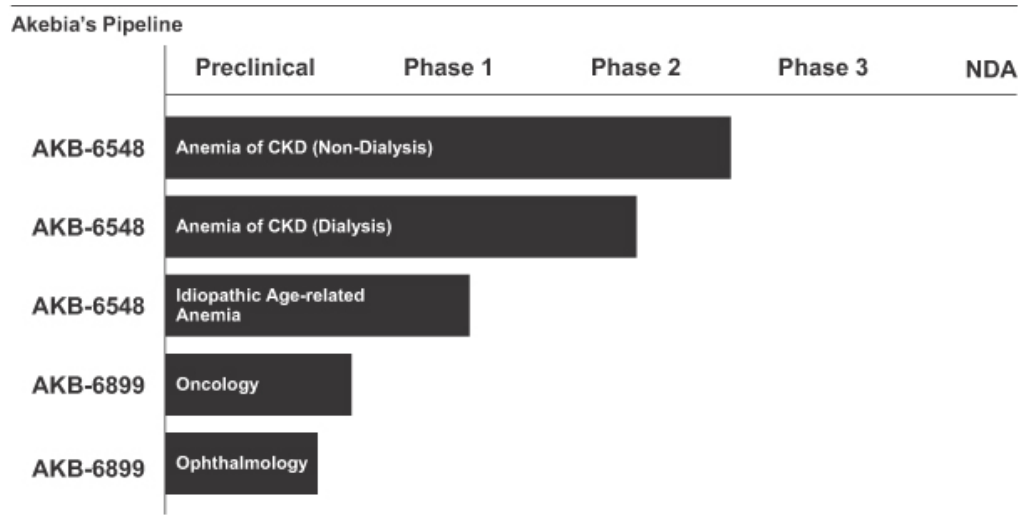 Akebia's Pipeline
Preclinical Phase 1 Phase 2 Phase 3 NDA
AKB-6548 Anemia of CKD (Non-Dialysis)
AKB-6548 Anemia of CKD (Dialysis)
AKB-6548 Idiopathic Age-related
Anemia
AKB-6899 Oncology
AKB-6899 Ophthalmology